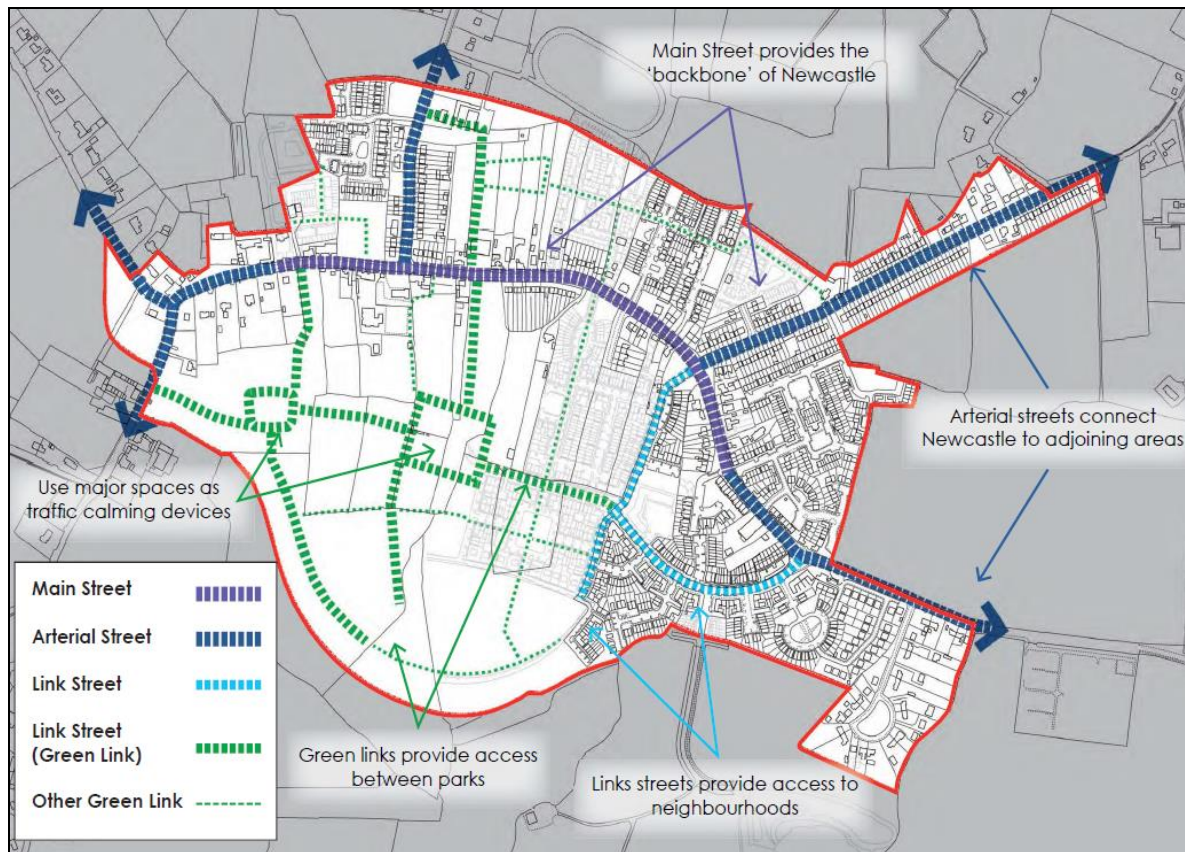 Main Street provides the
‘backbone’ of Newcastle
Arterial streets connect
Newcastle to adjoining areas
Use major spaces as
traffic calming devices
Main Street
Arterial Street
Link Street
Link Street
(Green Link)
Other Green Link
Green links provide access
between parks
Links streets provide access to
neighbourhoods